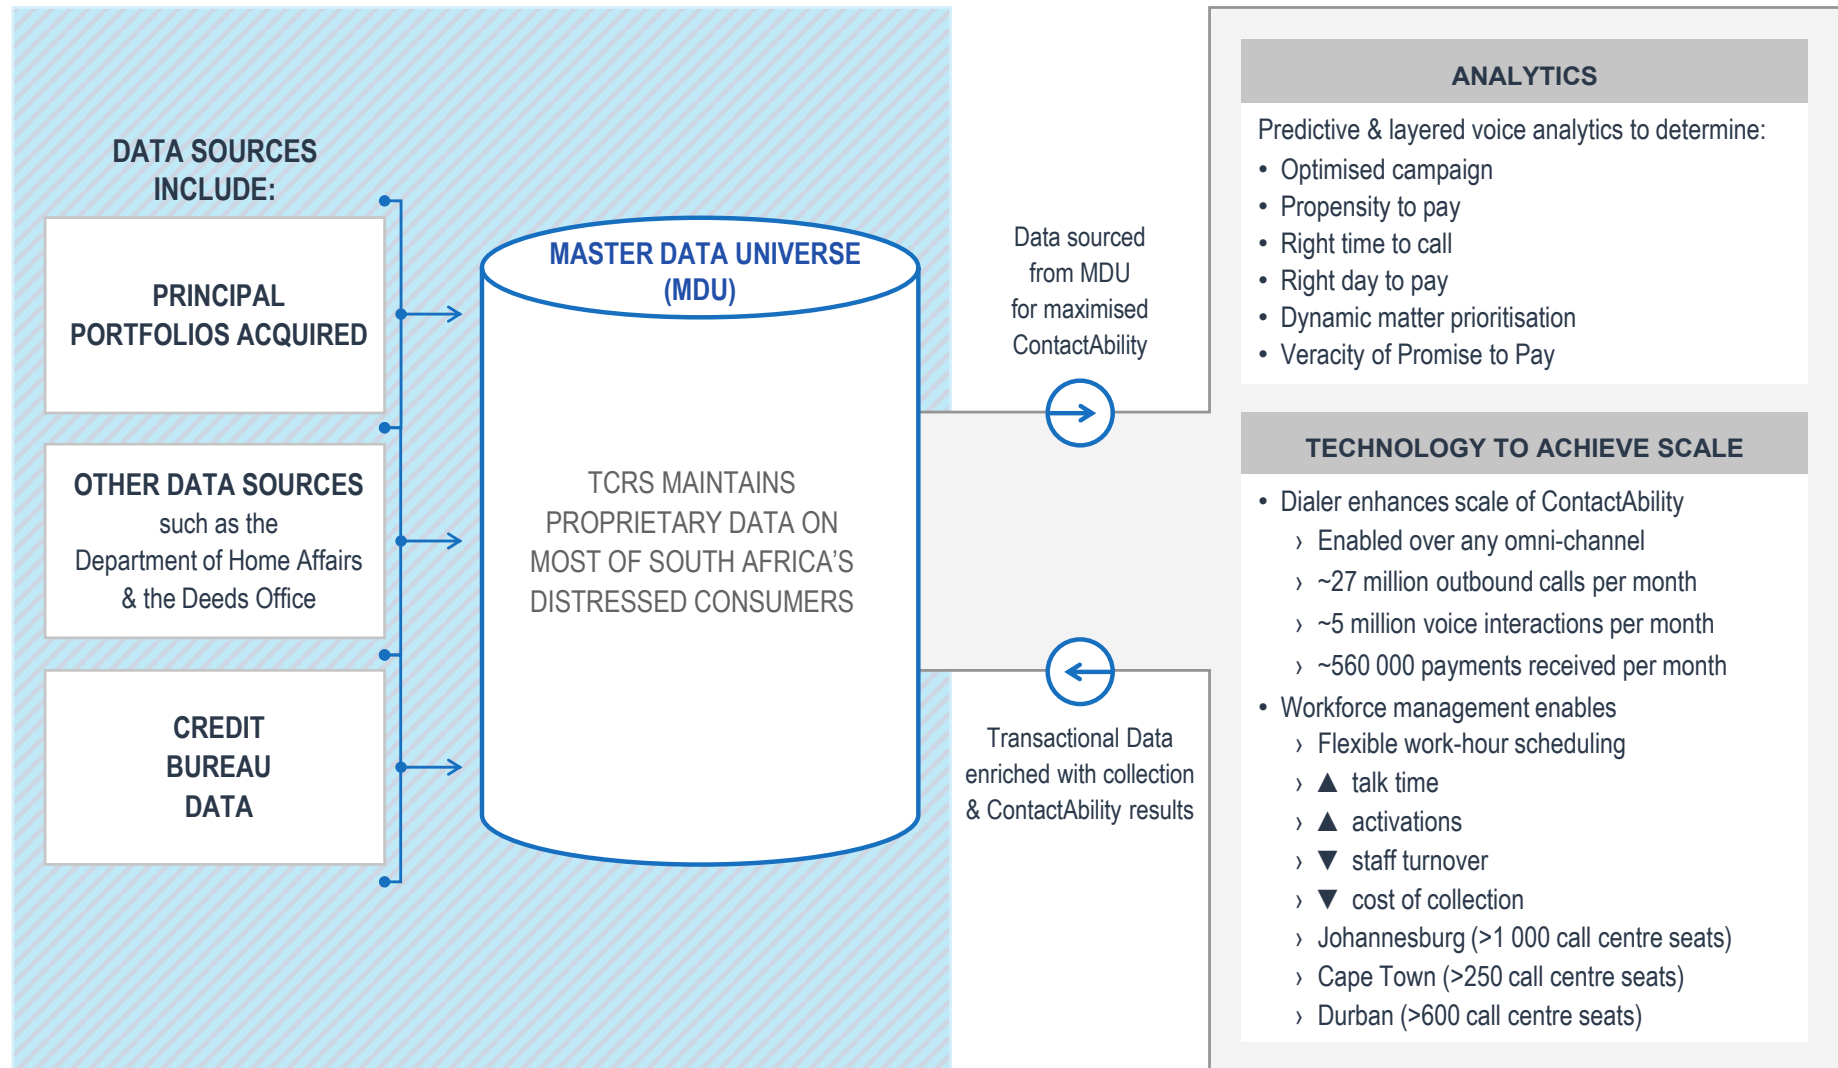 DATA SOURCES
INCLUDE:
PRINCIPAL
PORTFOLIOS ACQUIRED
OTHER DATA SOURCES
such as the
Department of Home Affairs
& the Deeds Office
CREDIT
BUREAU
DATA
MASTER DATA UNIVERSE
(MDU)
TCRS MAINTAINS
PROPRIETARY DATA ON
MOST OF SOUTH AFRICA’S
DISTRESSED CONSUMERS
Data sourced
from MDU
for maximised
ContactAbility
Transactional Data
enriched with collection
& ContactAbility results
ANALYTICS
Predictive & layered voice analytics to determine:
• Optimised campaign
• Propensity to pay
• Right time to call
• Right day to pay
• Dynamic matter prioritisation
• Veracity of Promise to Pay
TECHNOLOGY TO ACHIEVE SCALE
• Dialer enhances scale of ContactAbility
› Enabled over any omni-channel
› ~27 million outbound calls per month
› ~5 million voice interactions per month
› ~560 000 payments received per month
• Workforce management enables
› Flexible work-hour scheduling
› ▲ talk time
› ▲ activations
› ▼ staff turnover
› ▼ cost of collection
› Johannesburg (>1 000 call centre seats)
› Cape Town (>250 call centre seats)
› Durban (>600 call centre seats)